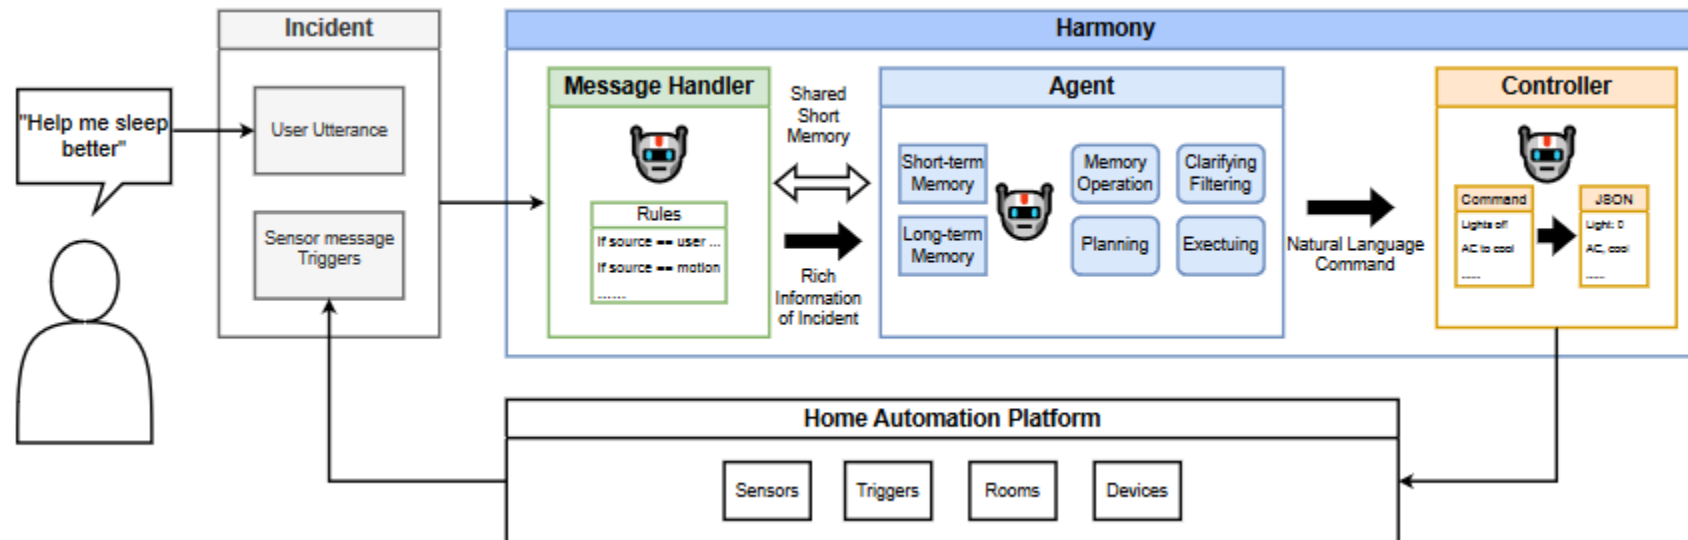 Incident
Harmony
"Help me sleep
better"
User Utterance
Sensor message
Triggers
Message Handler
Rules
If source == user ...
If source == motion
......
Shared
Short
Memory
Rich
Information
of Incident
Agent
Short-term
Memory
Long-term
Memory
Memory
Operation
Clarifying
Filtering
Planning
Exectuing
Natural Language
Command
Controller
Command
Lights off
AC to cool
.....
JSON
Light: 0
AC, cool
.....
Home Automation Platform
Sensors
Triggers
Rooms
Devices